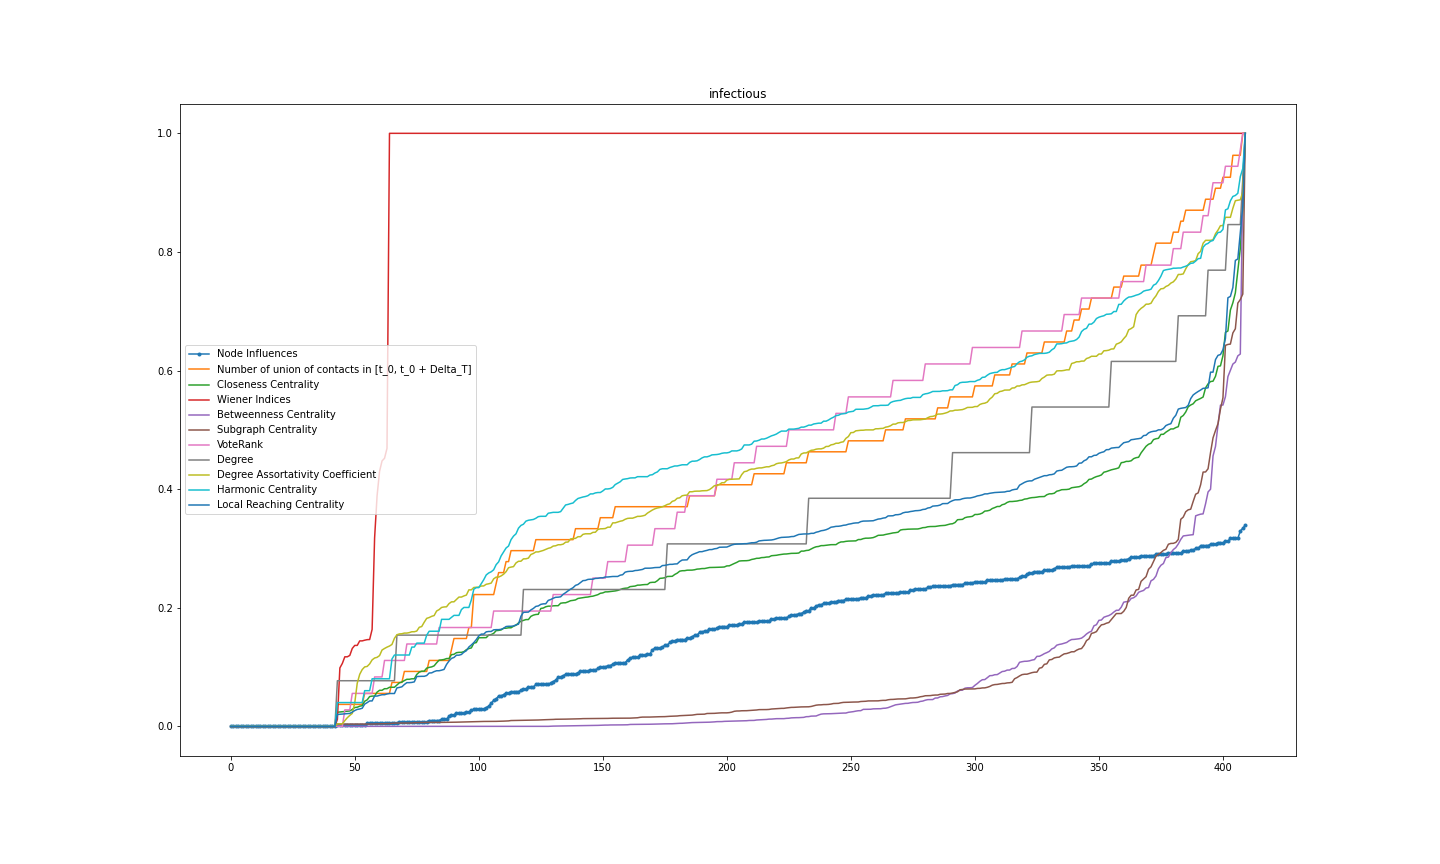 infectious
1.0
0.8
0.6
0.4
0.2
0.0
Node Influences
Number of union of contacts in [t_0, t_0 + Delta_T]
Closeness Centrality
Wiener Indices
Betweenness Centrality
Subgraph Centrality
VoteRank
Degree
Degree Assortativity Coefficient
Harmonic Centrality
Local Reaching Centrality
0 50 100 150 200 250 300 350 400